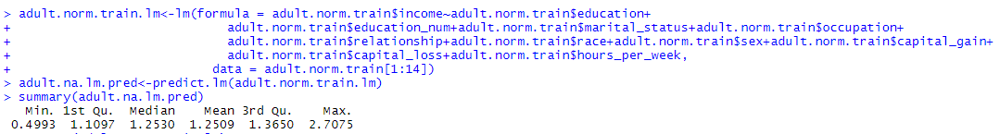 > adult.norm.train.lm<-lm(formula = adult.norm.train$income~adult.norm.train$education+
+ adult.norm.train$education_num+adult.norm.train$marital_status+adult.norm.train$occupation+
+ adult.norm.train$relationship+adult.norm.train$race+adult.norm.train$sex+adult.norm.train$capital_gain+
+ adult.norm.train$capital_loss+adult.norm.train$hours_per_week,
+ data = adult.norm.train[1:14])
> adult.na.lm.pred<-predict.lm(adult.norm.train.lm)
> summary(adult.na.lm.pred)
Min. 1st Qu. Median Mean 3rd Qu. Max.
0.4993 1.1097 1.2530 1.2509 1.3650 2.7075